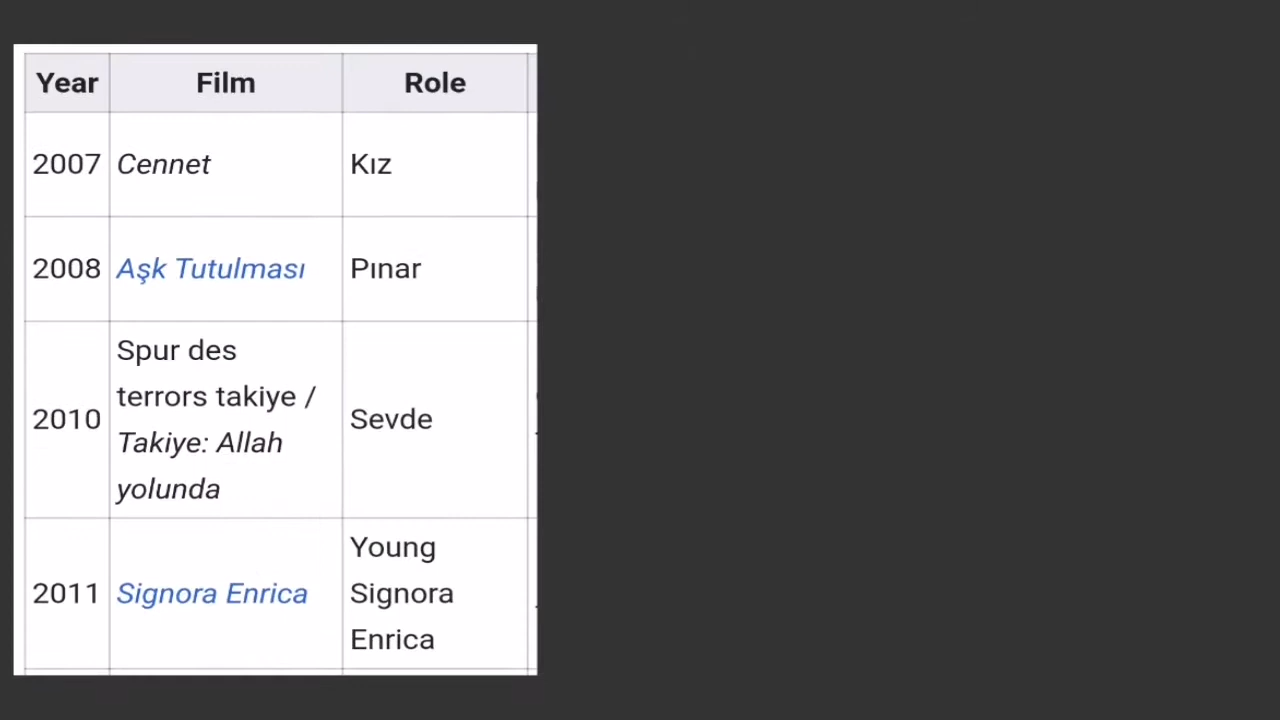 Year Film Role
2007 Cennet Kız
2008 Aşk Tutulması Pınar
Spur des
terrors takiye /
2010 Takiye: Allah Sevde
yolunda
Young
2011 Signora Enrica Signora
Enrica